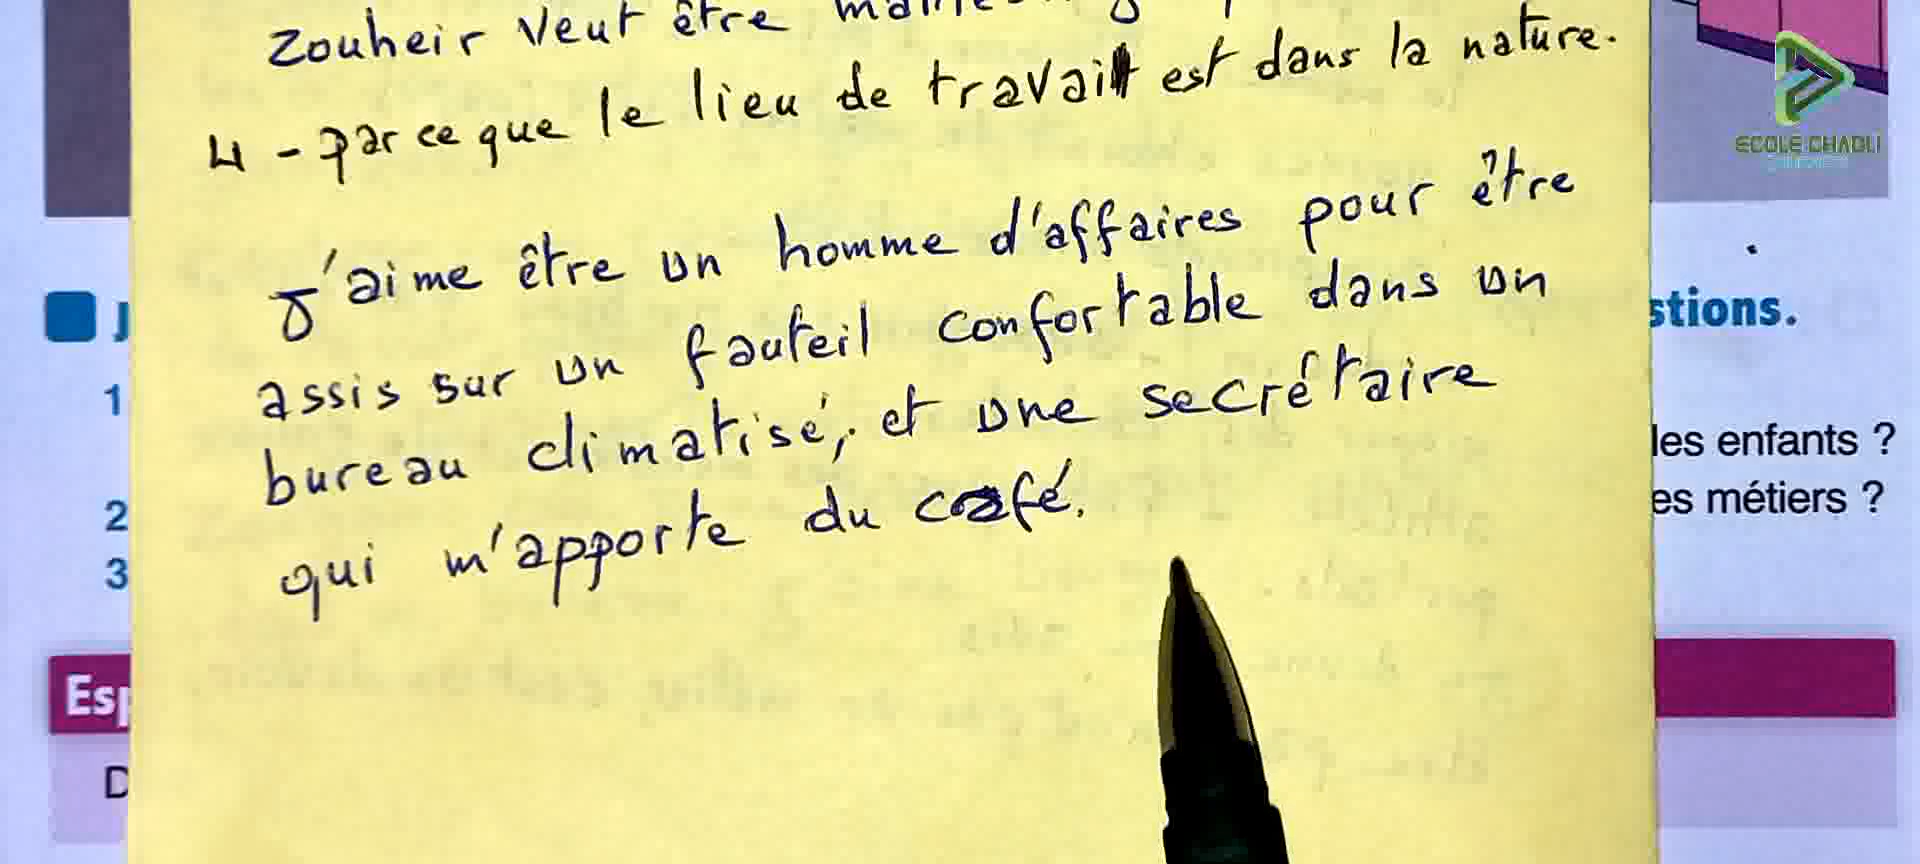 Zouheir veut être
4 - parce que le lieu de travail est dans la nature.
ECOLE CHADLI
J'aime être un homme d'affaires pour être
assis sur un fauteil confortable dans un
bureau climatisé, et une secrétaire
qui m'apporte du café.
J
stions.
1
les enfants ?
2
es métiers ?
3
Esp
D